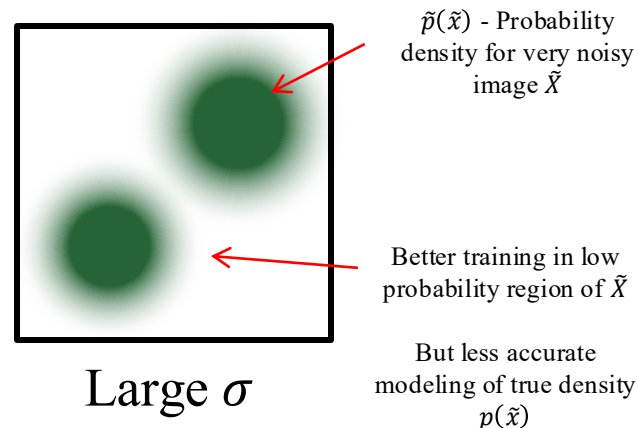 p̃(x̃) - Probability
density for very noisy
image X̃
Better training in low
probability region of X̃
But less accurate
modeling of true density
p(x̃)
Large σ